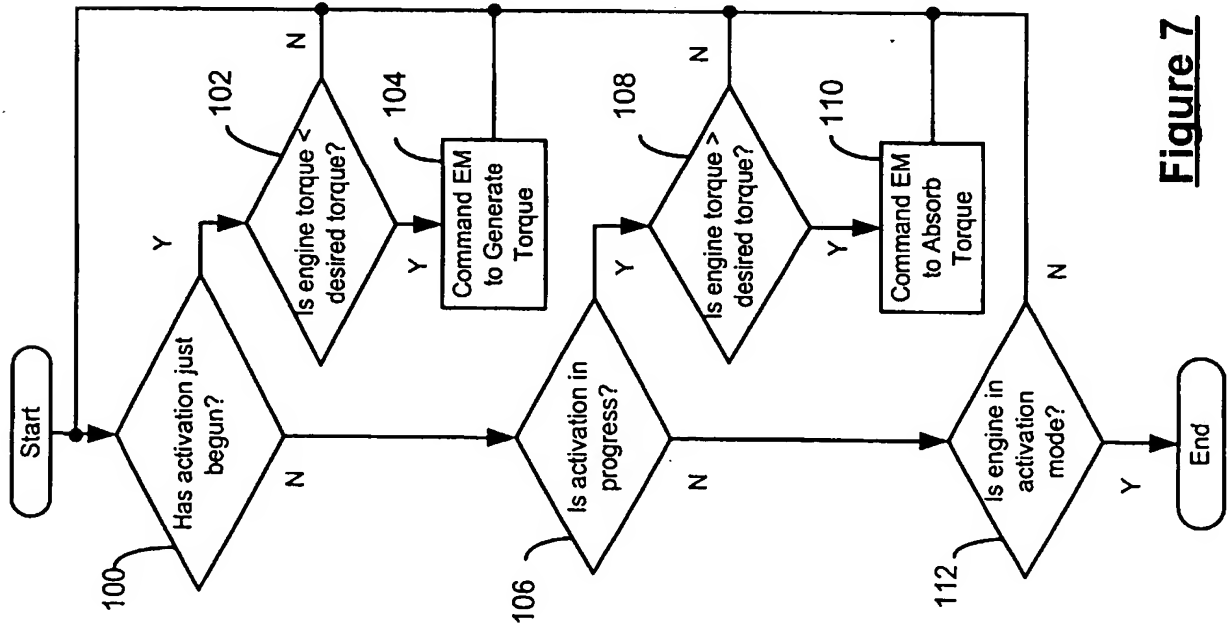 Start
100
Has activation just
begun?
Y
N
102
Is engine torque <
desired torque?
N
Y
104
Command EM
to Generate
Torque
106
Is activation in
progress?
Y
N
108
Is engine torque >
desired torque?
N
Y
110
Command EM
to Absorb
Torque
112
Is engine in
activation
mode?
N
Y
End
Figure 7